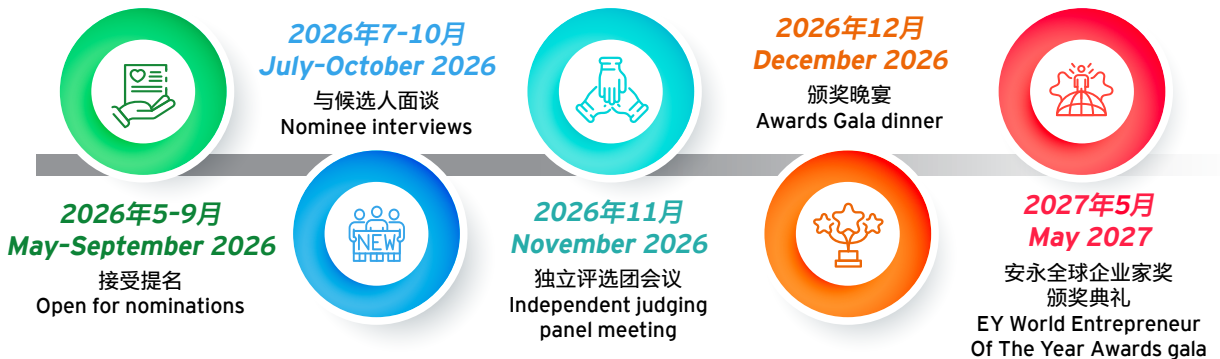 2026年5-9月
May-September 2026
接受提名
Open for nominations
2026年7-10月
July-October 2026
与候选人面谈
Nominee interviews
NEW
2026年11月
November 2026
独立评选团会议
Independent judging
panel meeting
2026年12月
December 2026
颁奖晚宴
Awards Gala dinner
2027年5月
May 2027
安永全球企业家奖
颁奖典礼
EY World Entrepreneur
Of The Year Awards gala